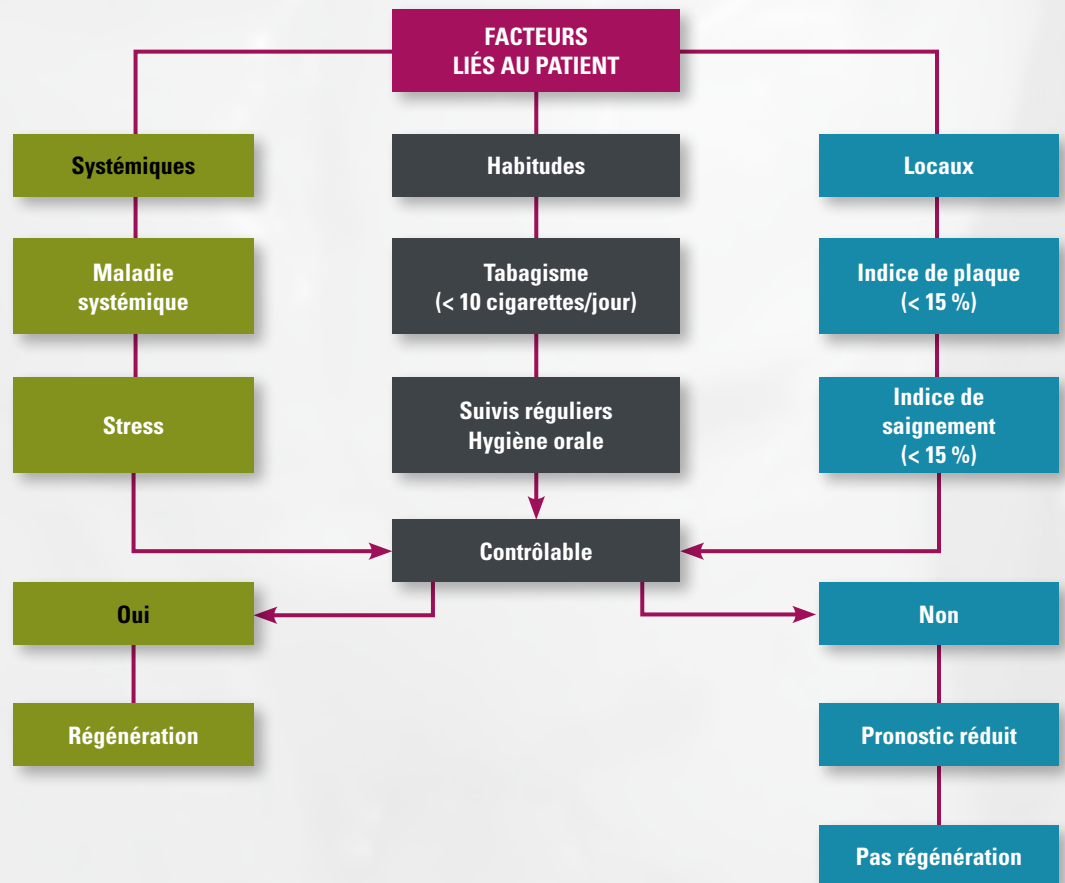 FACTEURS
LIÉS AU PATIENT
Systémiques
Habitudes
Locaux
Maladie
systémique
Tabagisme
(< 10 cigarettes/jour)
Indice de plaque
(< 15 %)
Stress
Suivis réguliers
Hygiène orale
Indice de
saignement
(< 15 %)
Contrôlable
Oui
Non
Régénération
Pronostic réduit
Pas régénération